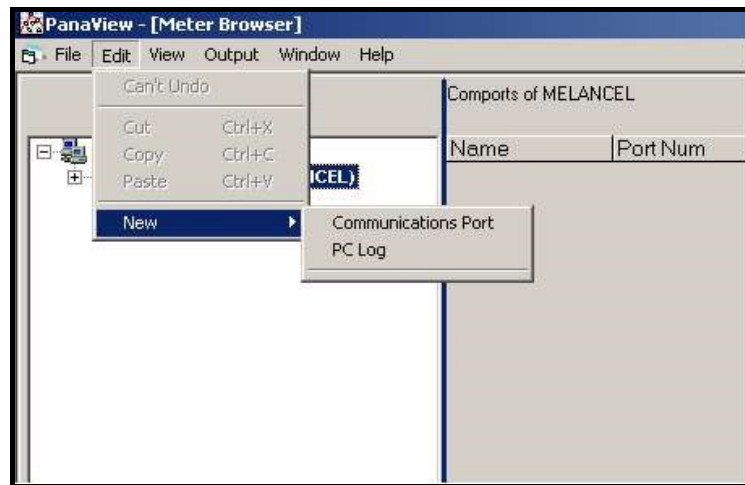 PanaView - [Meter Browser]
File Edit View Output Window Help
Can't Undo
Cut Ctrl+X
Copy Ctrl+C
Paste Ctrl+V
New
Communications Port
PC Log
ICEL)
Comports of MELANCEL
Name Port Num